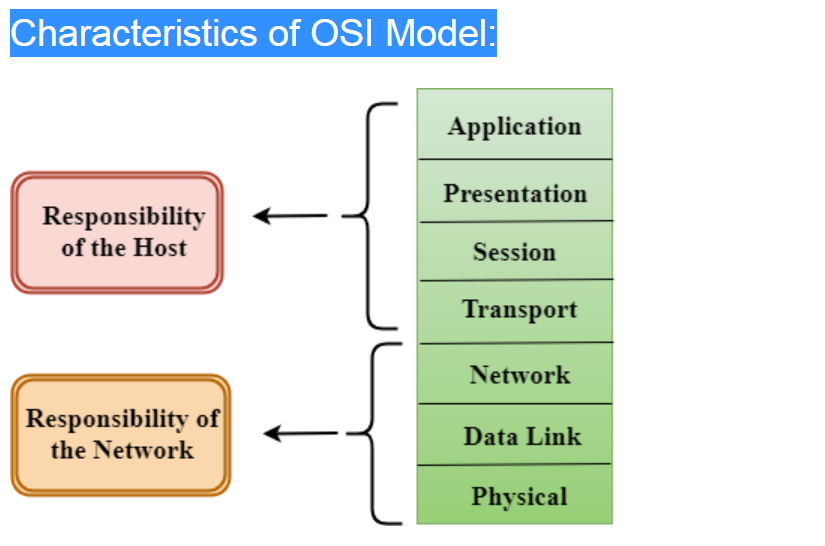 Characteristics of OSI Model:
Application
Presentation
Session
Transport
Network
Data Link
Physical
Responsibility
of the Host
Responsibility of
the Network